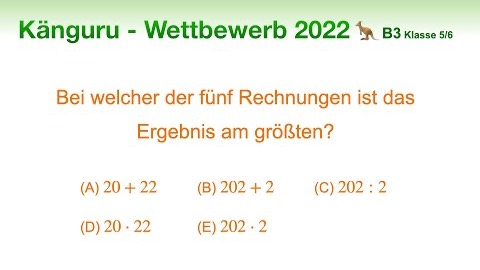 Känguru - Wettbewerb 2022 🦘 B3 Klasse 5/6
Bei welcher der fünf Rechnungen ist das
Ergebnis am größten?
(A) 20 + 22 (B) 202 + 2 (C) 202 : 2
(D) 20 · 22 (E) 202 · 2